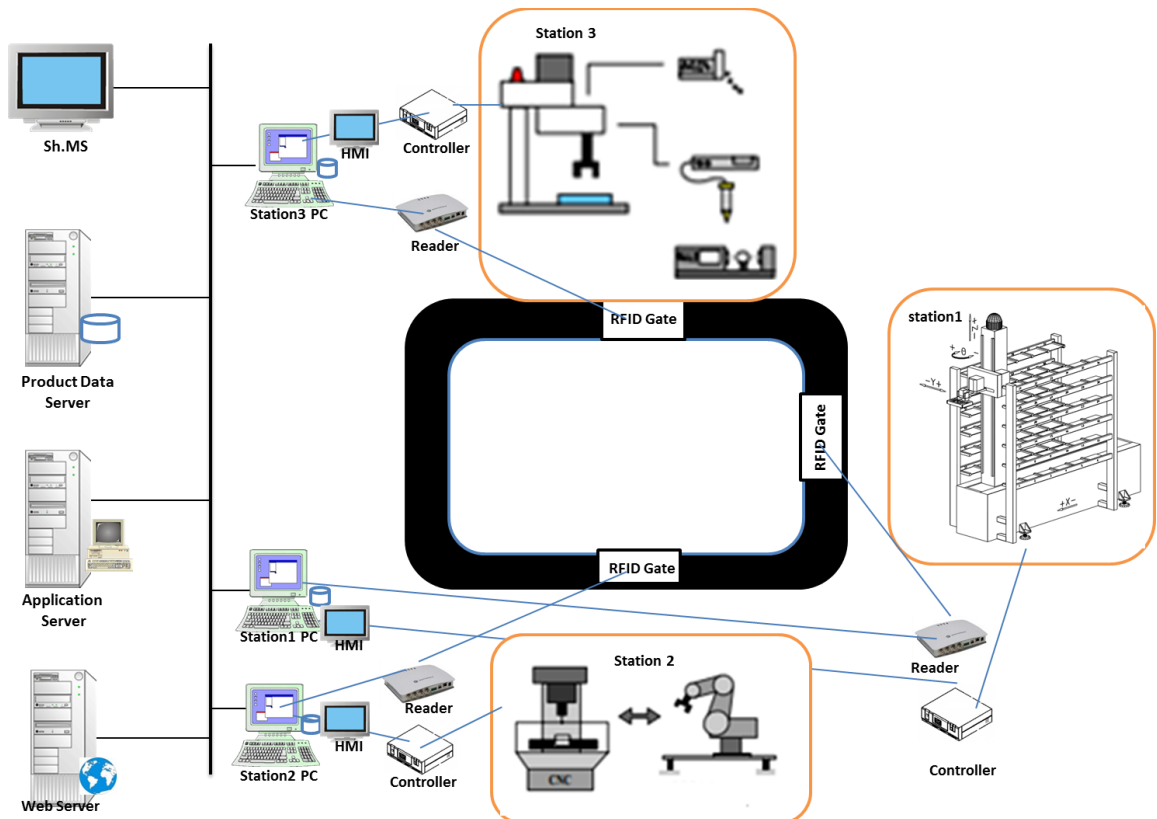 Station 3
Sh.MS
HMI
Controller
Station3 PC
Reader
RFID Gate
station1
+
-Z+
-θ-
+
-Y+
+X-
Product Data
Server
RFID Gate
RFID Gate
Application
Server
Station1 PC
HMI
Reader
Station 2
Reader
HMI
Station2 PC
Controller
CNC
Controller
Web Server